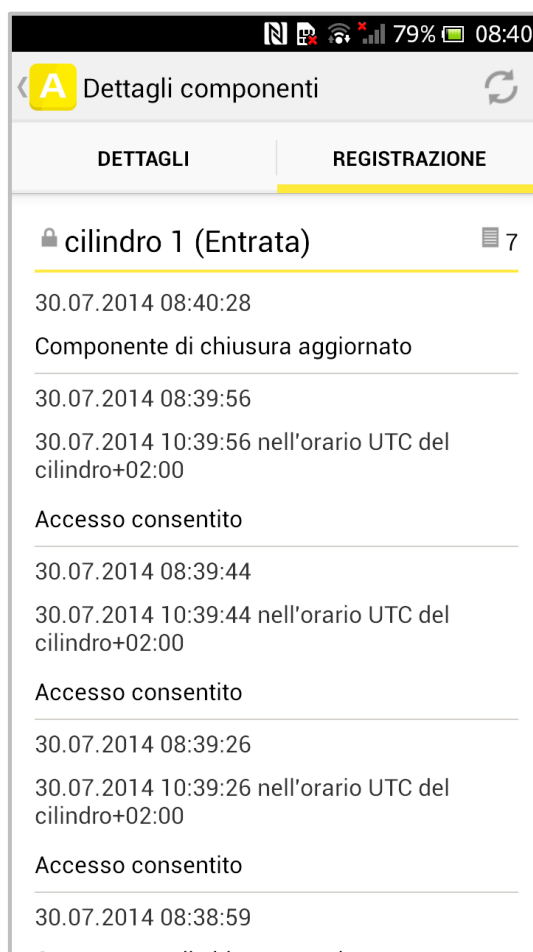 79% 08:40
A Dettagli componenti
DETTAGLI REGISTRAZIONE
cilindro 1 (Entrata) 7
30.07.2014 08:40:28
Componente di chiusura aggiornato
30.07.2014 08:39:56
30.07.2014 10:39:56 nell'orario UTC del
cilindro+02:00
Accesso consentito
30.07.2014 08:39:44
30.07.2014 10:39:44 nell'orario UTC del
cilindro+02:00
Accesso consentito
30.07.2014 08:39:26
30.07.2014 10:39:26 nell'orario UTC del
cilindro+02:00
Accesso consentito
30.07.2014 08:38:59